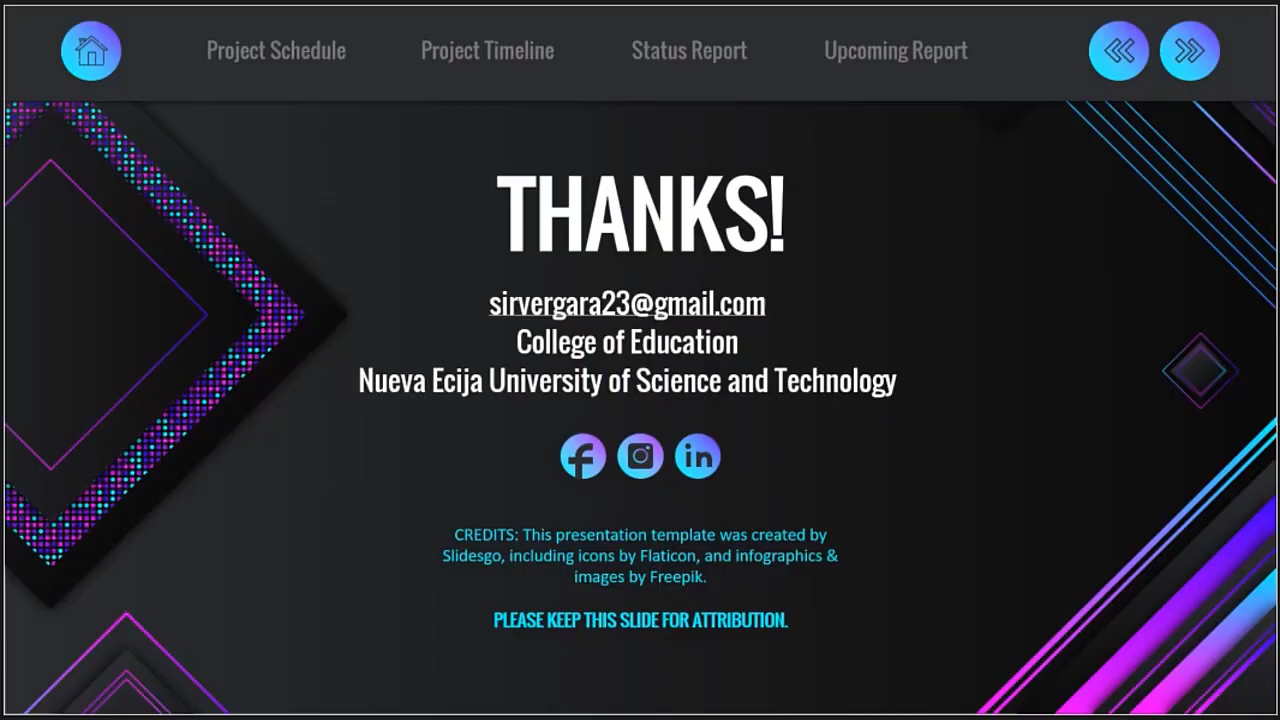 Project Schedule
Project Timeline
Status Report
Upcoming Report
THANKS!
sirvergara23@gmail.com
College of Education
Nueva Ecija University of Science and Technology
CREDITS: This presentation template was created by
Slidesgo, including icons by Flaticon, and infographics &
images by Freepik.
PLEASE KEEP THIS SLIDE FOR ATTRIBUTION.